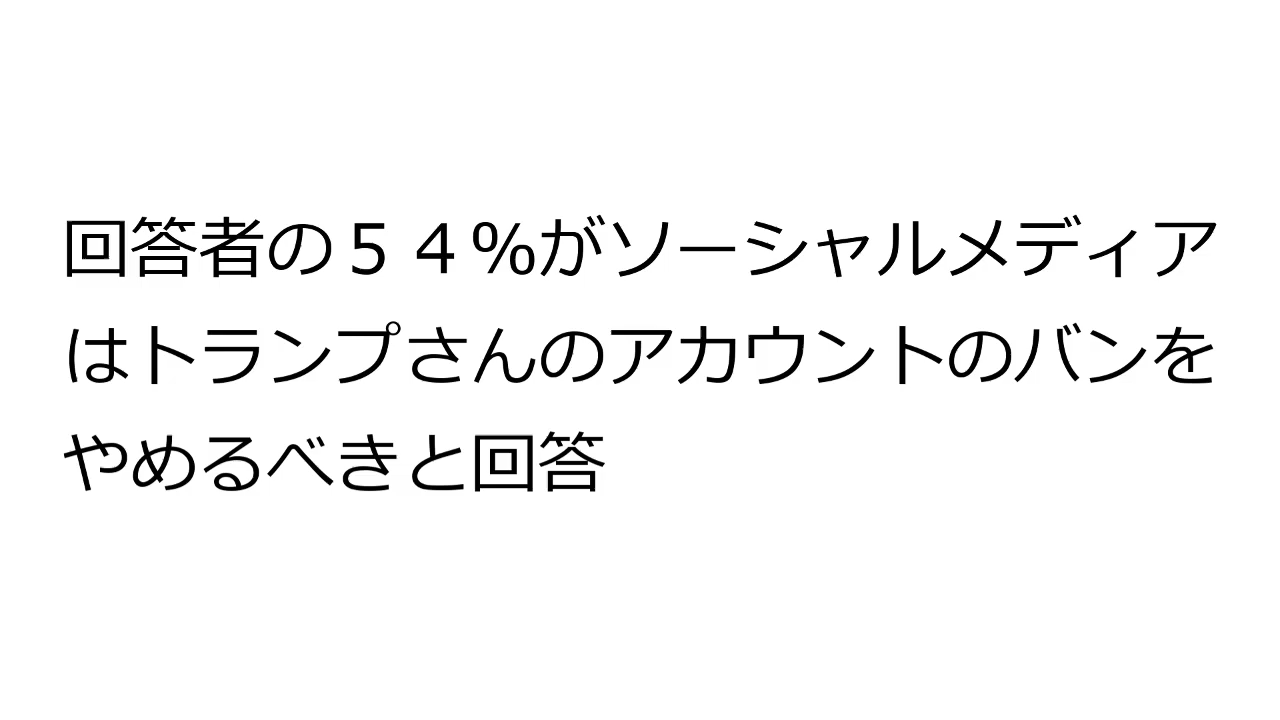 回答者の５４％がソーシャルメディア
はトランプさんのアカウントのバンを
やめるべきと回答